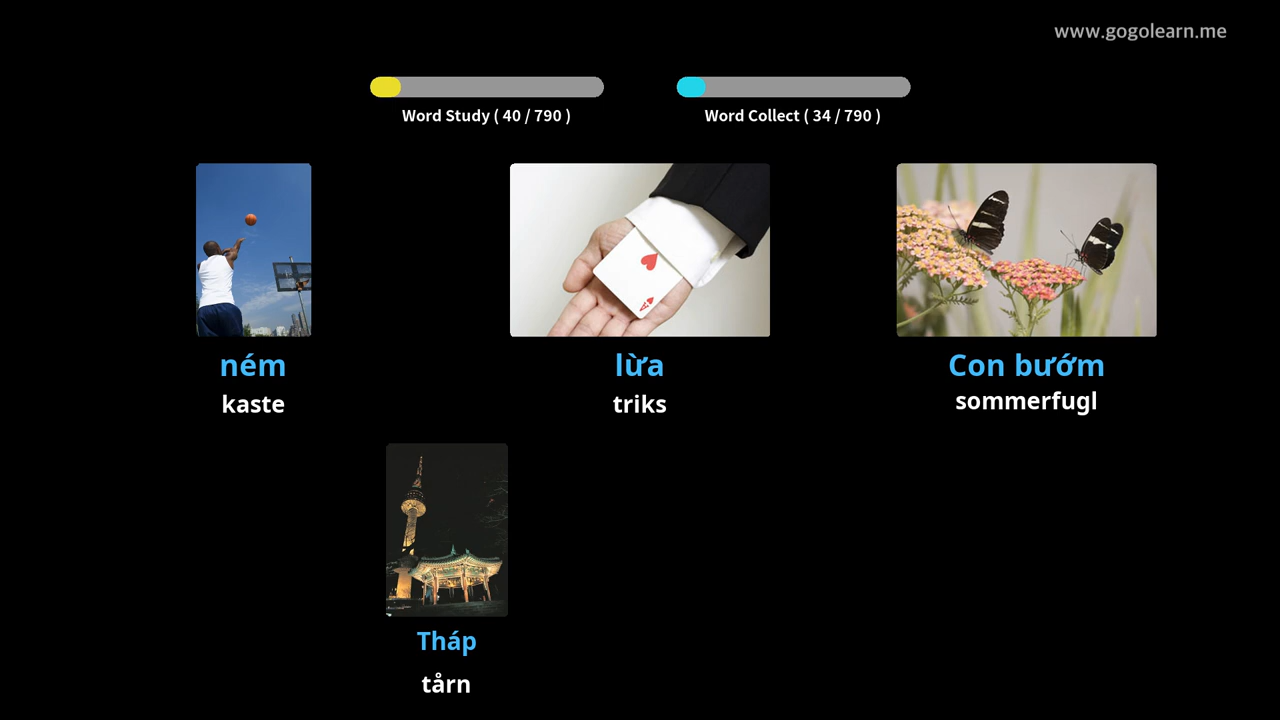 www.gogolearn.me
Word Study ( 40 / 790 )
Word Collect ( 34 / 790 )
ném
lừa
Con bướm
kaste
triks
sommerfugl
Tháp
tårn